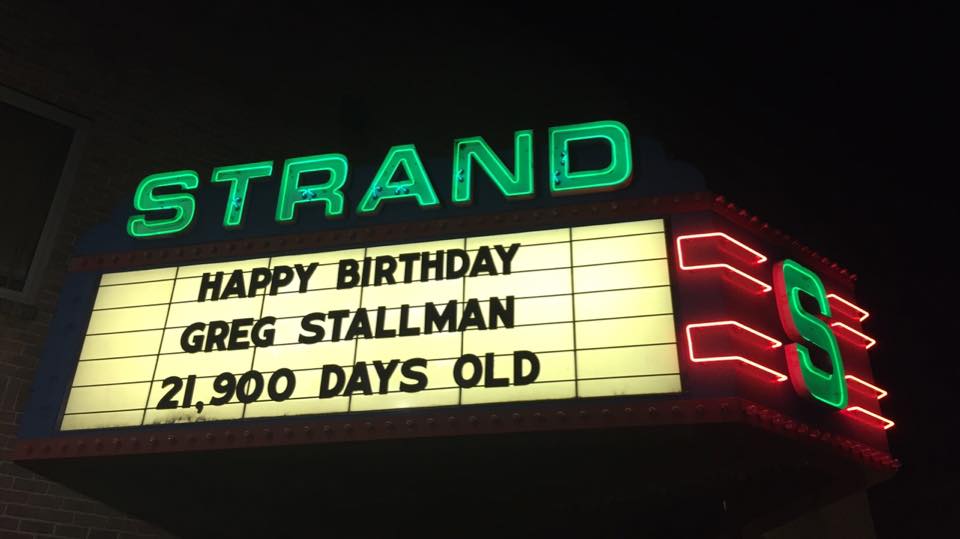 STRAND
HAPPY BIRTHDAY
GREG STALLMAN
21,900 DAYS OLD
S